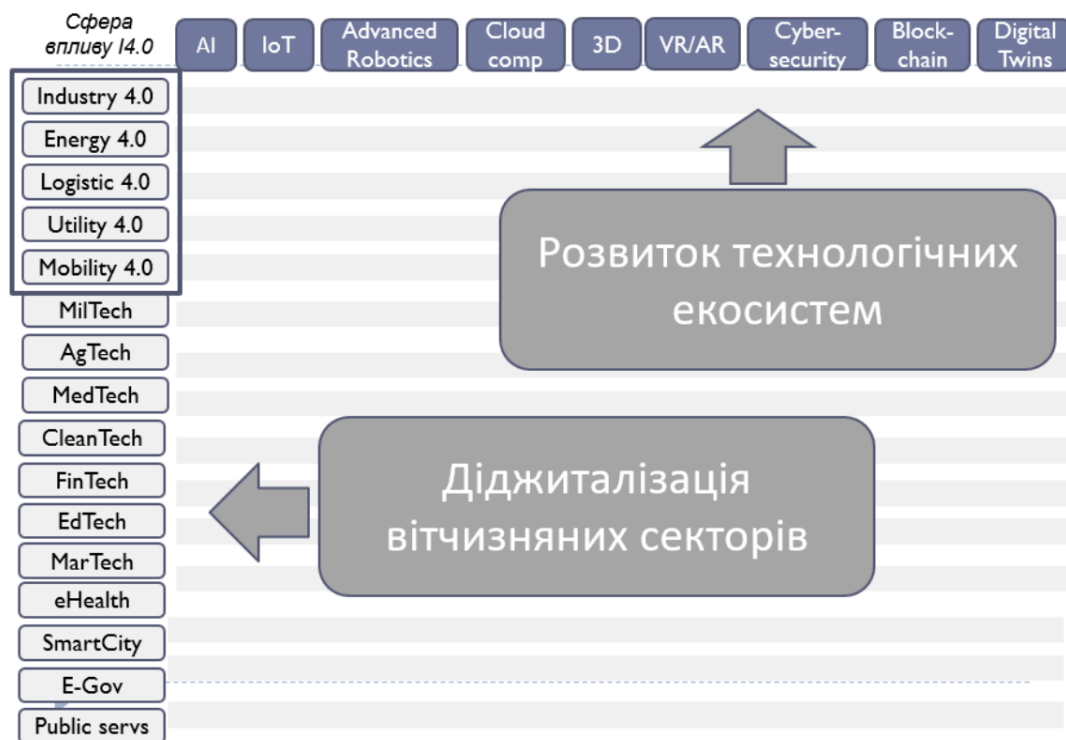 Сфера
впливу І4.0
AI
IoT
Advanced
Robotics
Cloud
comp
3D
VR/AR
Cyber-
security
Block-
chain
Digital
Twins
Industry 4.0
Energy 4.0
Logistic 4.0
Utility 4.0
Mobility 4.0
MilTech
AgTech
MedTech
CleanTech
FinTech
EdTech
MarTech
eHealth
SmartCity
E-Gov
Public servs
Розвиток технологічних
екосистем
Діджиталізація
вітчизняних секторів